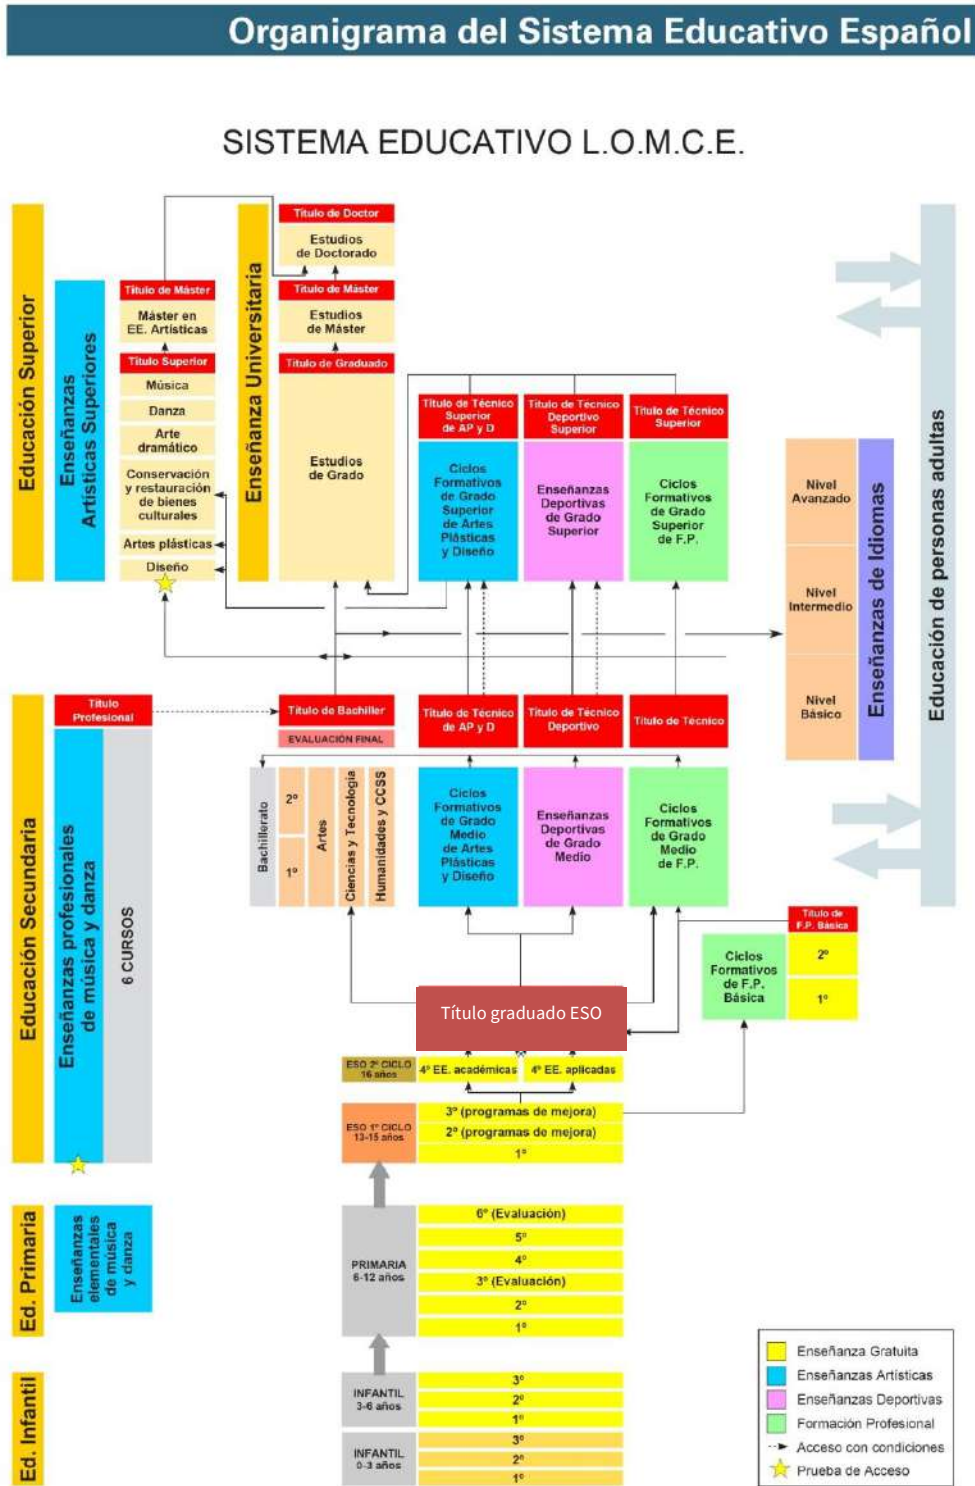 Organigrama del Sistema Educativo Español
SISTEMA EDUCATIVO L.O.M.C.E.
Educación Superior
Enseñanzas
Artísticas Superiores
Título de Máster
Máster en
EE. Artísticas
Título Superior
Música
Danza
Arte
dramático
Conservación
y restauración
de bienes
culturales
Artes plásticas
Diseño
Enseñanza Universitaria
Título de Doctor
Estudios
de Doctorado
Título de Máster
Estudios
de Máster
Título de Graduado
Estudios
de Grado
Título de Técnico
Superior
de AP y D
Ciclos
Formativos
de Grado
Superior
de Artes
Plásticas
y Diseño
Título de Técnico
Deportivo
Superior
Enseñanzas
Deportivas
de Grado
Superior
Título de Técnico
Superior
Ciclos
Formativos
de Grado
Superior
de F.P.
Nivel
Avanzado
Nivel
Intermedio
Nivel
Básico
Enseñanzas de Idiomas
Educación de personas adultas
Educación Secundaria
Título
Profesional
Enseñanzas profesionales
de música y danza
6 CURSOS
Título de Bachiller
EVALUACIÓN FINAL
Bachillerato
2º
1º
Artes
Ciencias y Tecnología
Humanidades y CCSS
Título de Técnico
de AP y D
Ciclos
Formativos
de Grado
Medio
de Artes
Plásticas
y Diseño
Título de Técnico
Deportivo
Enseñanzas
Deportivas
de Grado
Medio
Título de Técnico
Ciclos
Formativos
de Grado
Medio
de F.P.
Título de
F.P. Básica
Ciclos
Formativos
de F.P.
Básica
2º
1º
Título graduado ESO
ESO 2º CICLO
16 años
4º EE. académicas
4º EE. aplicadas
ESO 1º CICLO
13-15 años
3º (programas de mejora)
2º (programas de mejora)
1º
Ed. Primaria
Enseñanzas
elementales
de música
y danza
PRIMARIA
6-12 años
6º (Evaluación)
5º
4º
3º (Evaluación)
2º
1º
Ed. Infantil
INFANTIL
3-6 años
3º
2º
1º
INFANTIL
0-3 años
3º
2º
1º
Enseñanza Gratuita
Enseñanzas Artísticas
Enseñanzas Deportivas
Formación Profesional
Acceso con condiciones
Prueba de Acceso